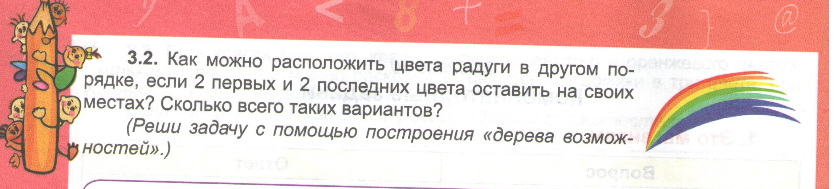 3.2. Как можно расположить цвета радуги в другом по-
рядке, если 2 первых и 2 последних цвета оставить на своих
местах? Сколько всего таких вариантов?
(Реши задачу с помощью построения «дерева возмож-
ностей».)